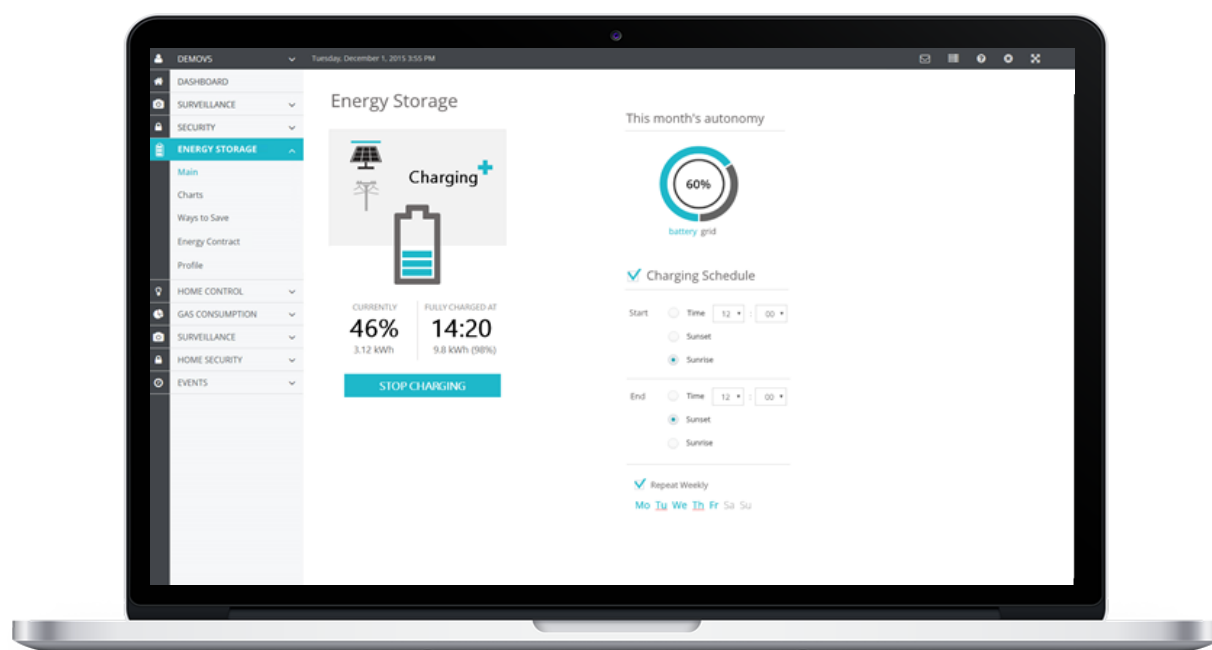 DEMOVS
Tuesday, December 1, 2015 3:55 PM
DASHBOARD
SURVEILLANCE
SECURITY
ENERGY STORAGE
Main
Charts
Ways to Save
Energy Contract
Profile
HOME CONTROL
GAS CONSUMPTION
SURVEILLANCE
HOME SECURITY
EVENTS
Energy Storage
Charging
CURRENTLY
46%
3.12 kWh
FULLY CHARGED AT
14:20
9.8 kWh (98%)
STOP CHARGING
This month's autonomy
60%
battery grid
Charging Schedule
Start Time 12 : 00
Sunset
Sunrise
End Time 12 : 00
Sunset
Sunrise
Repeat Weekly
Mo Tu We Th Fr Sa Su